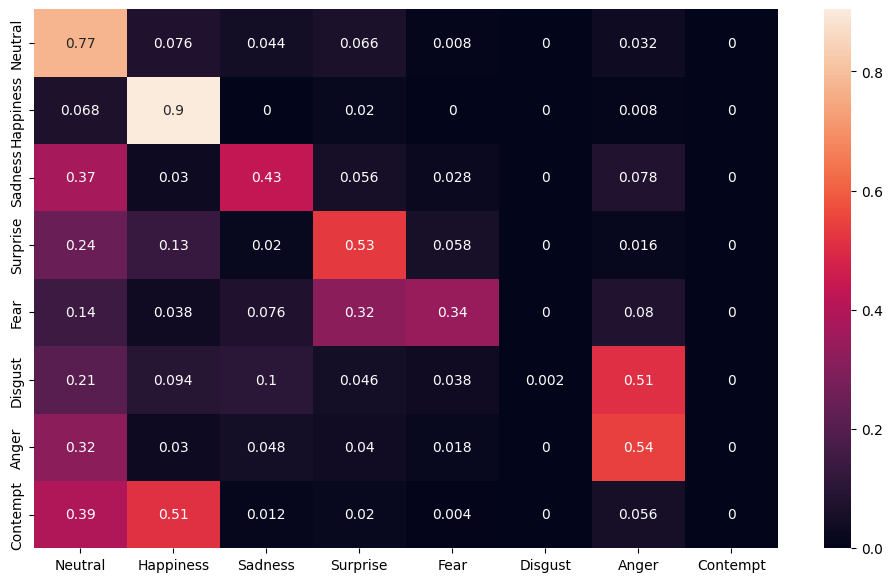 Neutral 0.77 0.076 0.044 0.066 0.008 0 0.032 0
Happiness 0.068 0.9 0 0.02 0 0 0.008 0
Sadness 0.37 0.03 0.43 0.056 0.028 0 0.078 0
Surprise 0.24 0.13 0.02 0.53 0.058 0 0.016 0
Fear 0.14 0.038 0.076 0.32 0.34 0 0.08 0
Disgust 0.21 0.094 0.1 0.046 0.038 0.002 0.51 0
Anger 0.32 0.03 0.048 0.04 0.018 0 0.54 0
Contempt 0.39 0.51 0.012 0.02 0.004 0 0.056 0
Neutral Happiness Sadness Surprise Fear Disgust Anger Contempt
0.8
0.6
0.4
0.2
0.0